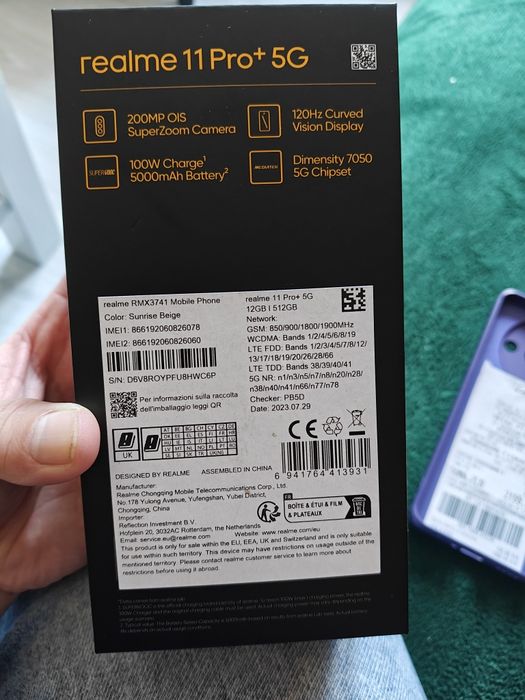 realme 11 Pro+ 5G
200MP OIS
SuperZoom Camera
120Hz Curved
Vision Display
SUPERVOOC
100W Charge¹
5000mAh Battery²
MEDIATEK
Dimensity 7050
5G Chipset
realme RMX3741 Mobile Phone
Color: Sunrise Beige
IMEI1: 866192060826078
IMEI2: 866192060826060
S/N: D6V8ROYPFU8HWC6P
Per informazioni sulla raccolta
dell'imballaggio leggi QR
realme 11 Pro+ 5G
12GB | 512GB
Network:
GSM: 850/900/1800/1900MHz
WCDMA: Bands 1/2/4/5/6/8/19
LTE FDD: Bands 1/2/3/4/5/7/8/12/
13/17/18/19/20/26/28/66
LTE TDD: Bands 38/39/40/41
5G NR: n1/n3/n5/n7/n8/n20/n28/
n38/n40/n41/n66/n77/n78
Checker: PB5D
Date: 2023.07.29
UK
CE
6 941764 413931
DESIGNED BY REALME ASSEMBLED IN CHINA
Manufacturer:
Realme Chongqing Mobile Telecommunications Corp., Ltd.
No.178 Yulong Avenue, Yufengshan, Yubei District,
Chongqing, China
Importer:
Reflection Investment B.V.
Hofplein 20, 3032AC Rotterdam, the Netherlands
Email: service.eu@realme.com Website: www.realme.com/eu
FR
BOÎTE & ÉTUI & FILM
& PLATEAUX
This product is only for safe within the EU, EEA, UK and Switzerland and is only suitable
for use within said territory. This device may have restrictions on usage outside of the
mentioned territory. Please contact realme customer service to learn more about
restrictions before using it abroad.